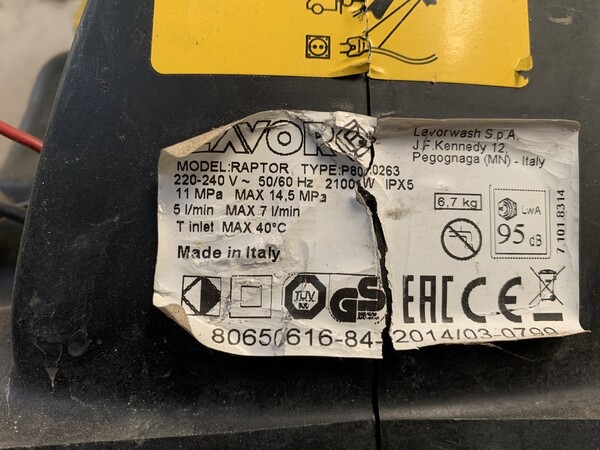 LAVOR
MODEL:RAPTOR TYPE:P80 0263
220-240 V ~ 50/60 Hz 2100 W IPX5
11 MPa MAX 14,5 MPa
5 l/min MAX 7 l/min
T inlet MAX 40°C
Made in Italy
Lavorwash S.p.A.
J.F.Kennedy 12,
Pegognaga (MN) - Italy
6,7 kg
LwA
95 dB
7.101.8314
TÜV
GS
EAC CE
80650616-84-2014/03-0799